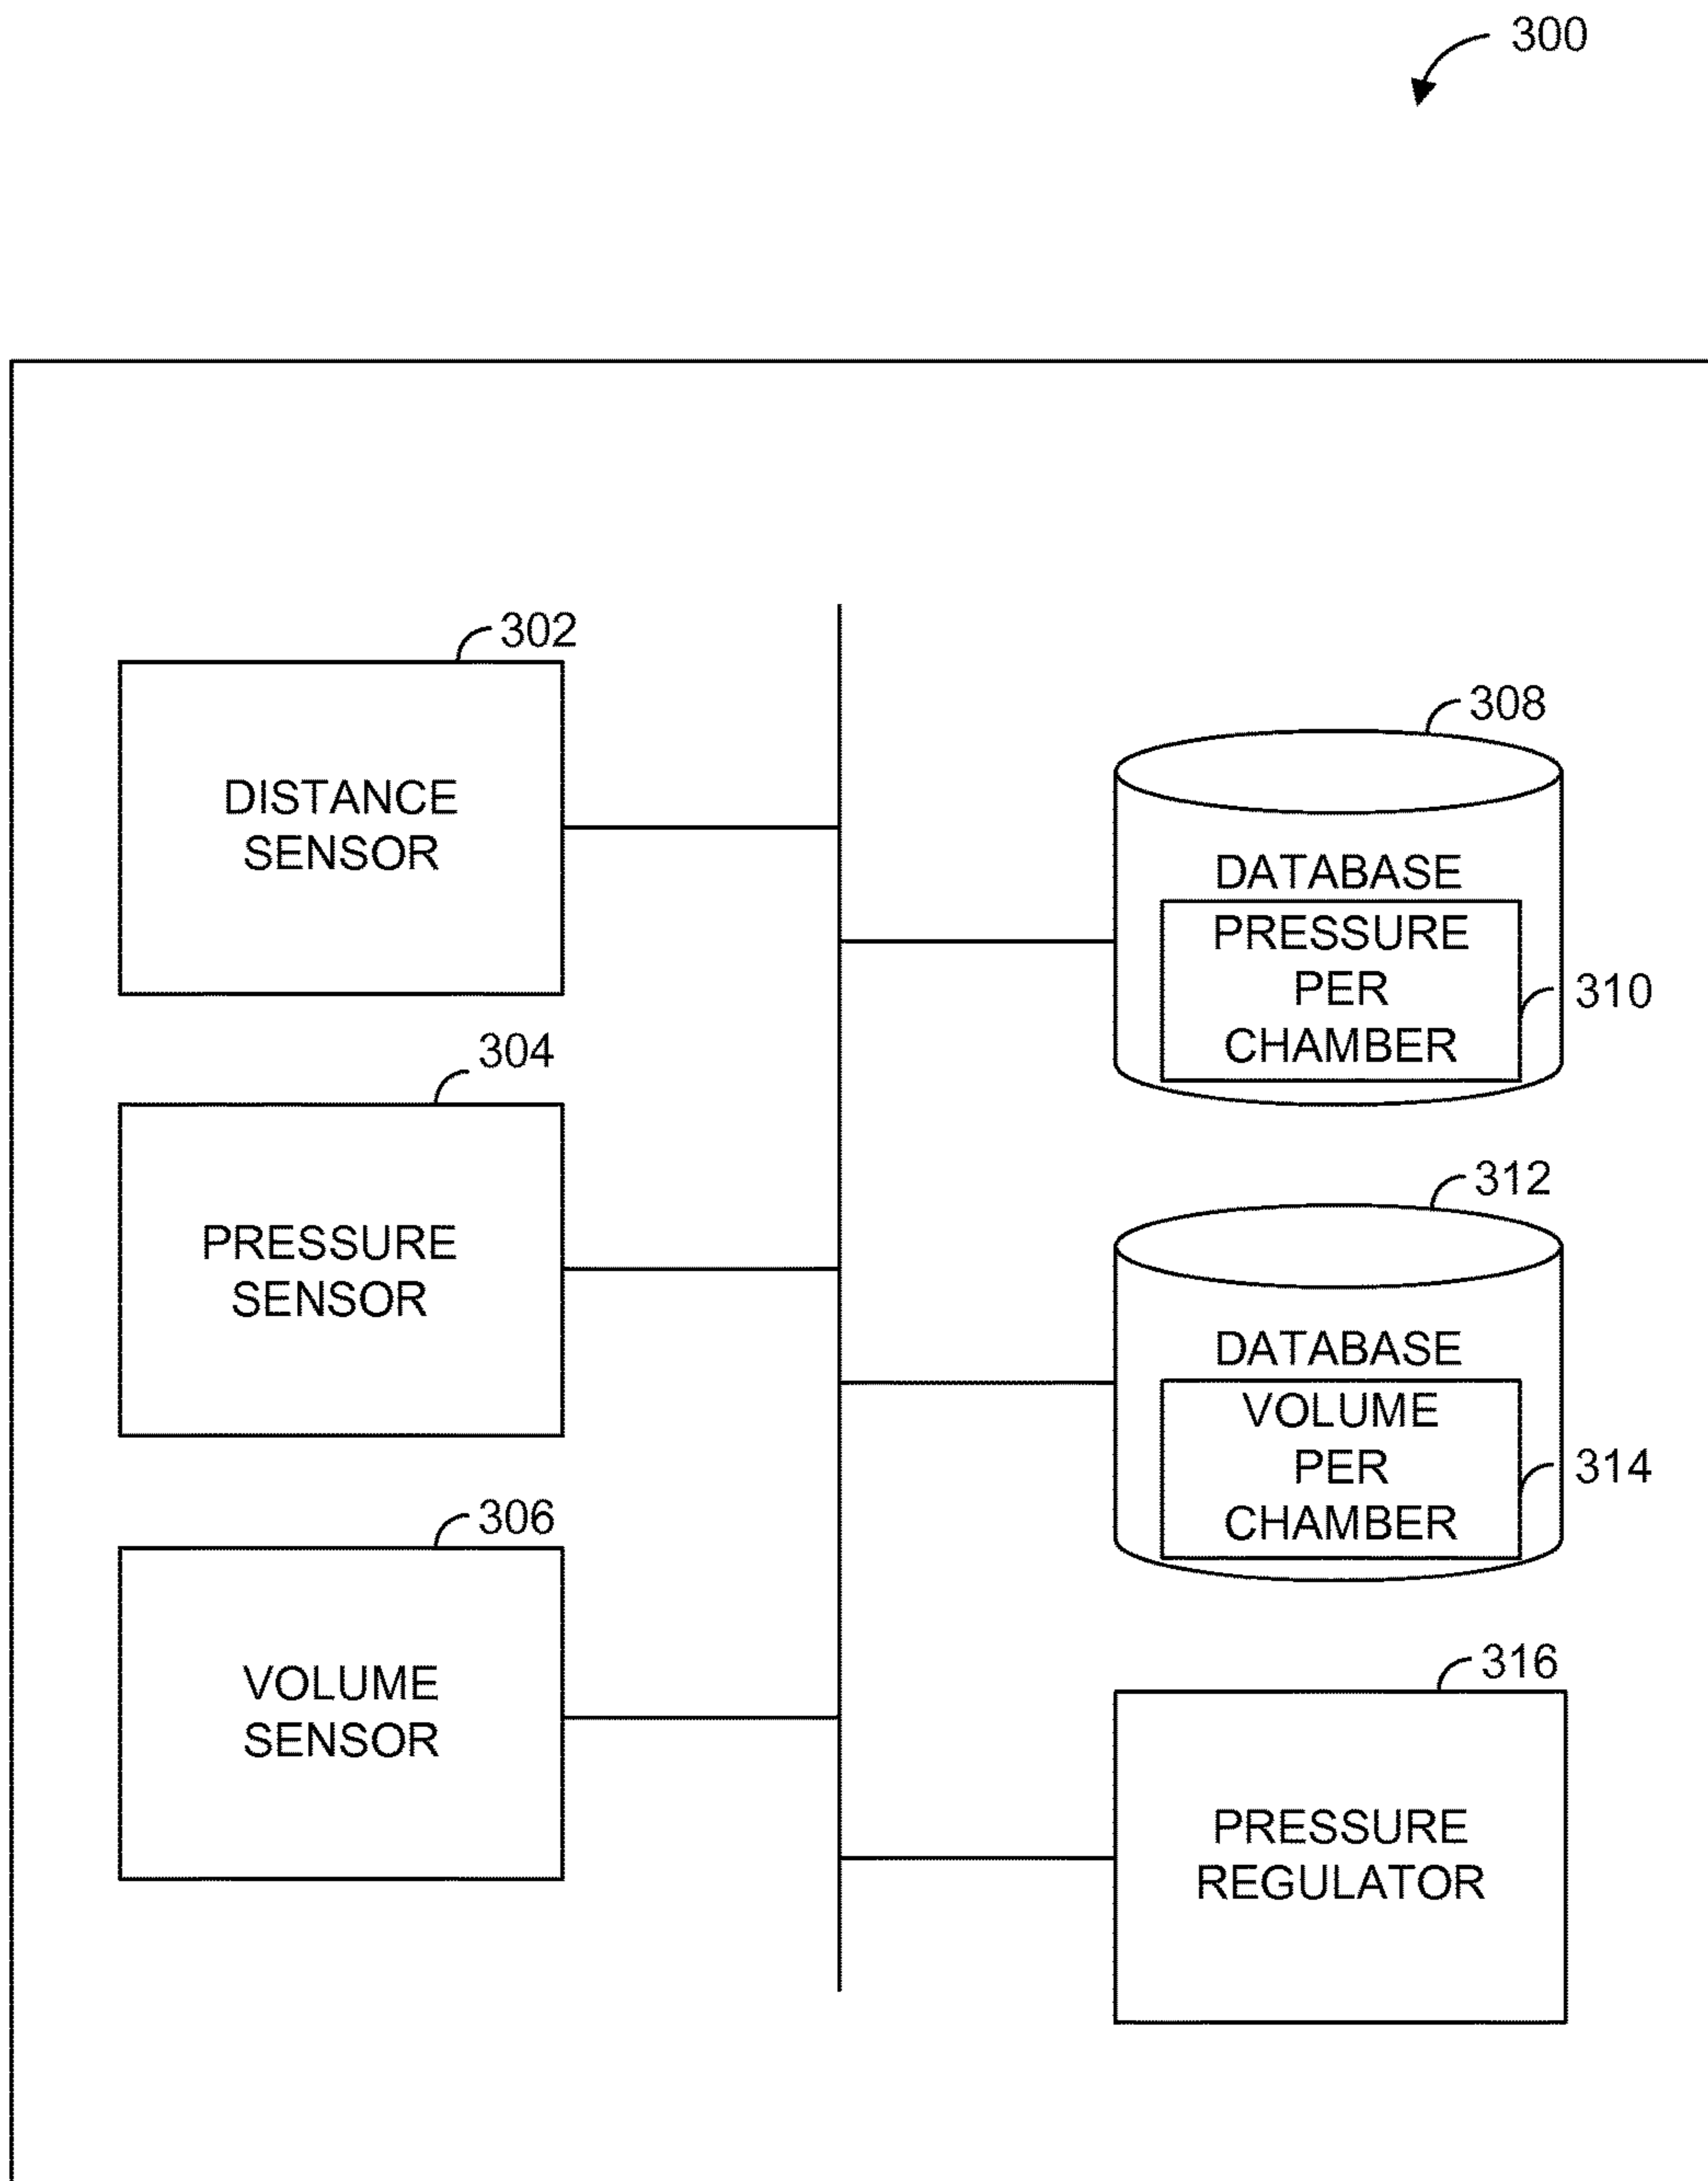 300
302
DISTANCE
SENSOR
304
PRESSURE
SENSOR
306
VOLUME
SENSOR
308
DATABASE
PRESSURE
PER
CHAMBER
310
312
DATABASE
VOLUME
PER
CHAMBER
314
316
PRESSURE
REGULATOR